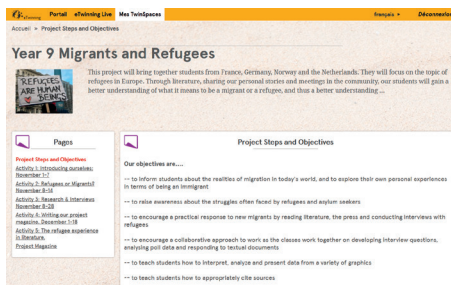 eTwinning Portail eTwinning Live Mes TwinSpaces français Déconnexion
Accueil » Project Steps and Objectives
Year 9 Migrants and Refugees
REFUGEES ARE HUMAN BEINGS
This project will bring together students from France, Germany, Norway and the Netherlands. They will focus on the topic of
refugees in Europe. Through literature, sharing our personal stories and meetings in the community, our students will gain a
better understanding of what it means to be a migrant or a refugee, and thus a better understanding ...
Pages
Project Steps and Objectives
Activity 1: Introducing ourselves:
November 1-7
Activity 2: Refugees or Migrants?
November 8-14
Activity 3: Research & Interviews
November 8-28
Activity 4: Writing our project
magazine, December 1-18
Activity 5: The refugee experience
in literature.
Project Magazine
Project Steps and Objectives
Our objectives are....
-- to inform students about the realities of migration in today's world, and to explore their own personal experiences
in terms of being an immigrant
-- to raise awareness about the struggles often faced by refugees and asylum seekers
-- to encourage a practical response to new migrants by reading literature, the press and conducting interviews with
refugees
-- to encourage a collaborative approach to work as the classes work together on developing interview questions,
analysing poll data and responding to textual documents
-- to teach students how to interpret, analyze and present data from a variety of graphics
-- to teach students how to appropriately cite sources